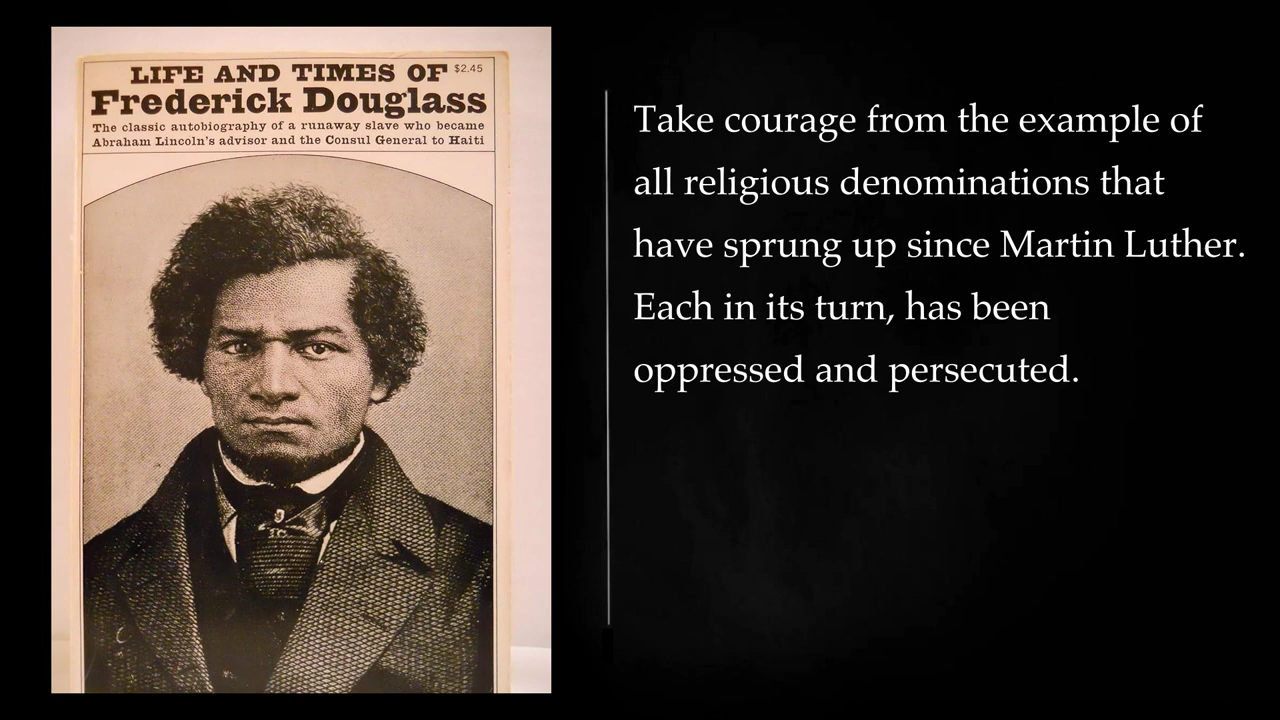 LIFE AND TIMES OF $2.45
Frederick Douglass
The classic autobiography of a runaway slave who became
Abraham Lincoln's advisor and the Consul General to Haiti
Take courage from the example of
all religious denominations that
have sprung up since Martin Luther.
Each in its turn, has been
oppressed and persecuted.